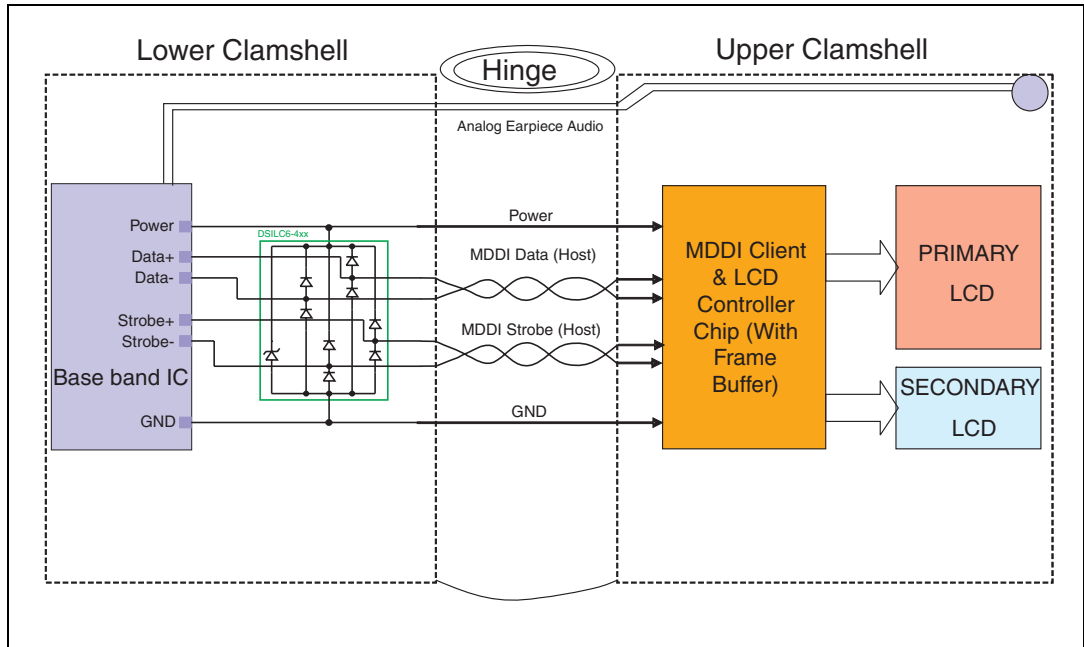 Lower Clamshell
Hinge
Upper Clamshell
Analog Earpiece Audio
Power
Data+
Data-
Strobe+
Strobe-
Base band IC
GND
DSILC6-4xx
Power
MDDI Data (Host)
MDDI Strobe (Host)
GND
MDDI Client
& LCD
Controller
Chip (With
Frame
Buffer)
PRIMARY
LCD
SECONDARY
LCD